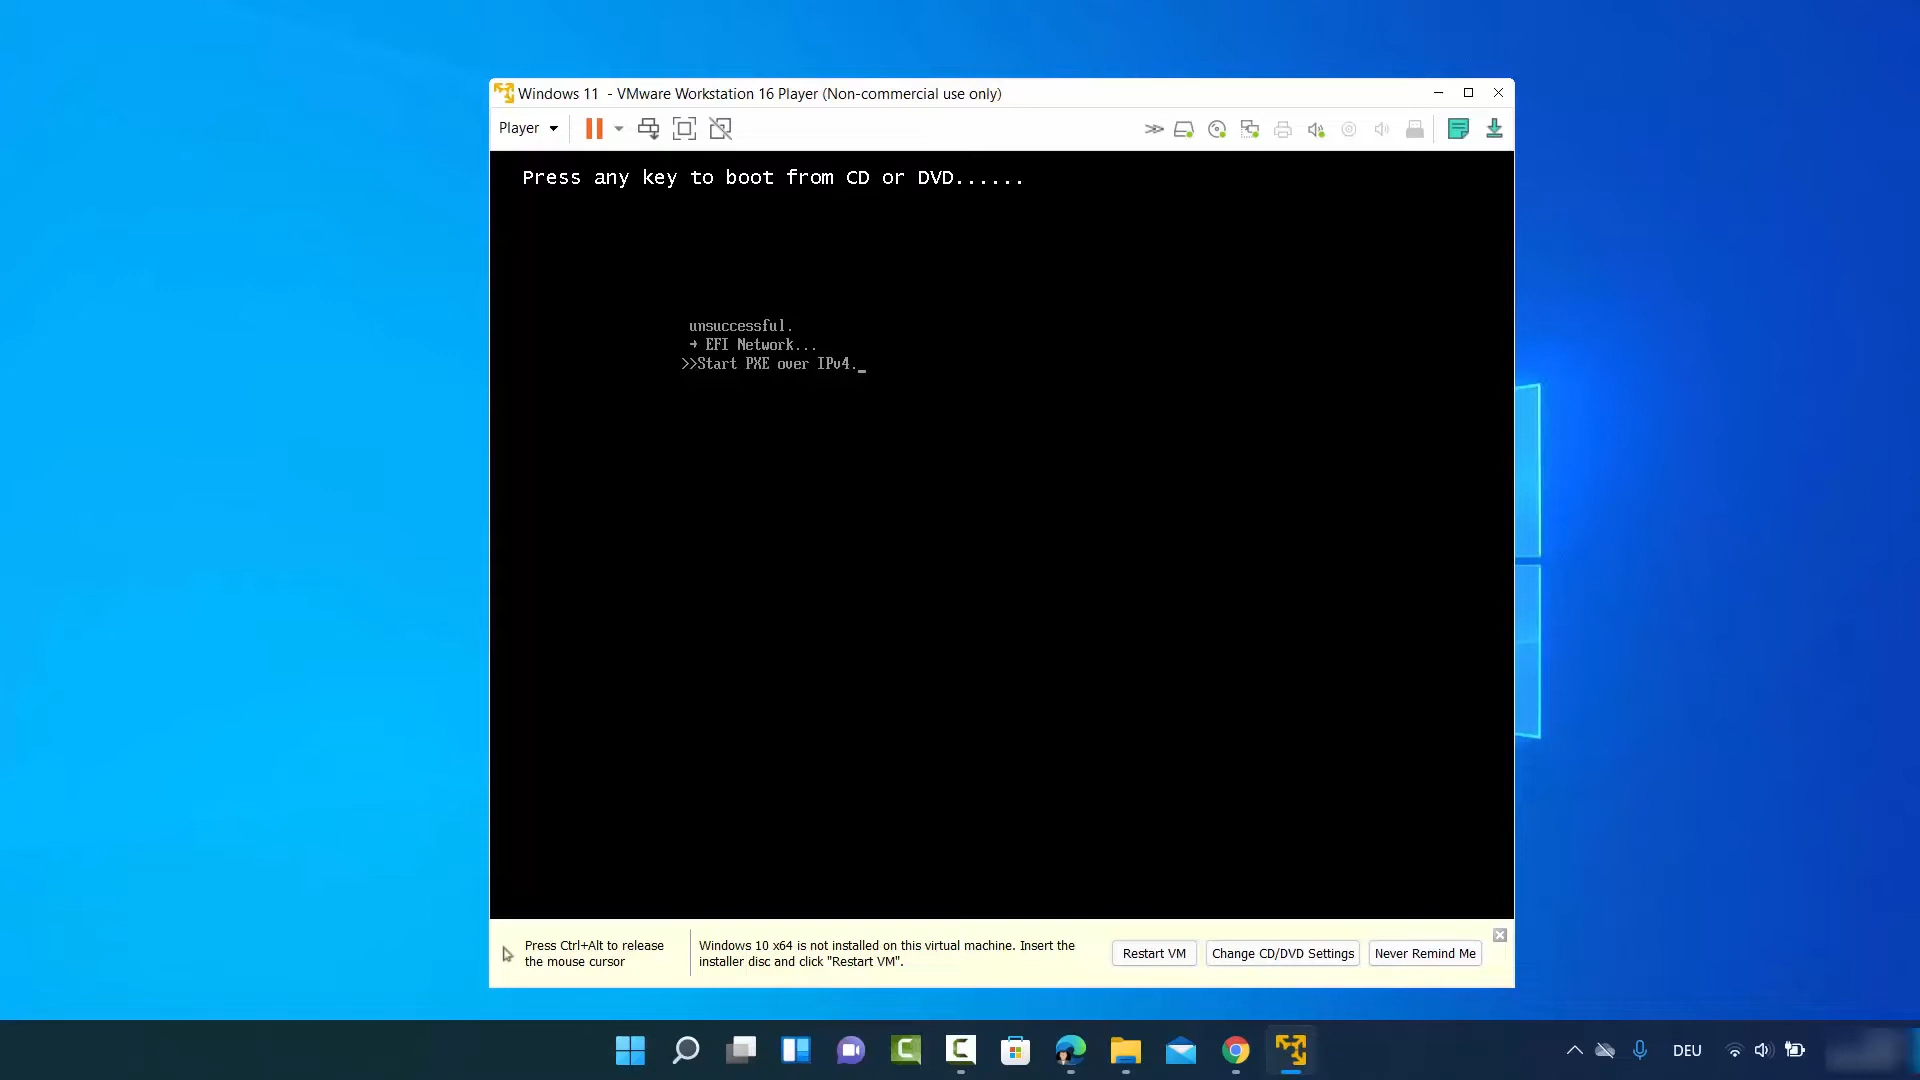 Windows 11 - VMware Workstation 16 Player (Non-commercial use only)
Player
Press any key to boot from CD or DVD......
unsuccessful.
→ EFI Network...
>>Start PXE over IPv4._
Press Ctrl+Alt to release
the mouse cursor
Windows 10 x64 is not installed on this virtual machine. Insert the
installer disc and click "Restart VM".
Restart VM
Change CD/DVD Settings
Never Remind Me
DEU